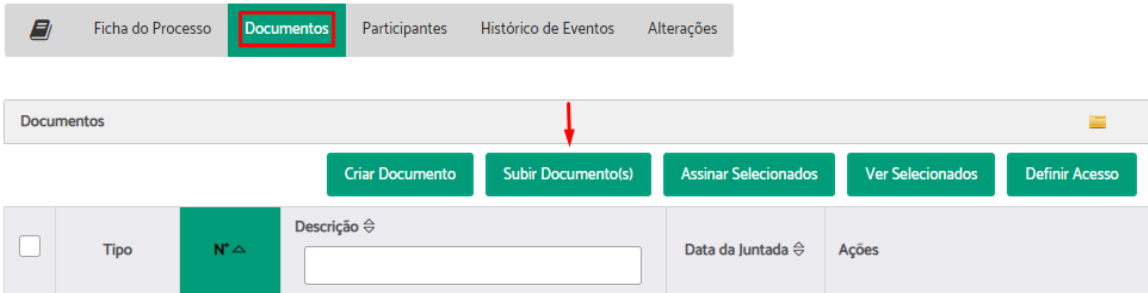 Ficha do Processo Documentos Participantes Histórico de Eventos Alterações
Documentos
Criar Documento Subir Documento(s) Assinar Selecionados Ver Selecionados Definir Acesso
Descrição
Tipo N° Data da Juntada Ações